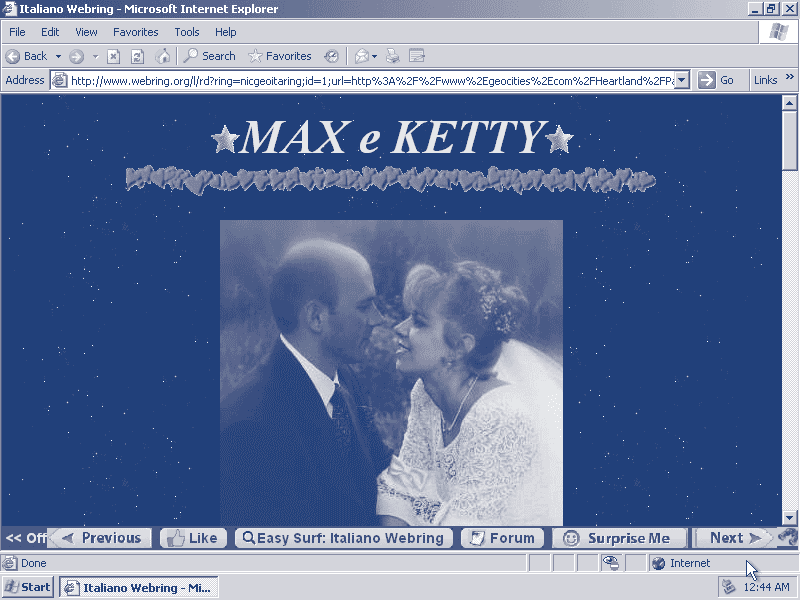 Italiano Webring - Microsoft Internet Explorer
File Edit View Favorites Tools Help
Back Search Favorites
Address http://www.webring.org/l/rd?ring=nicgeoitaring;id=1;url=http%3A%2F%2Fwww%2Egeocities%2Ecom%2FHeartland%2FPa Go Links »
MAX e KETTY
<< Off Previous Like Easy Surf: Italiano Webring Forum Surprise Me Next
Done Internet
Start Italiano Webring - Mi... 12:44 AM